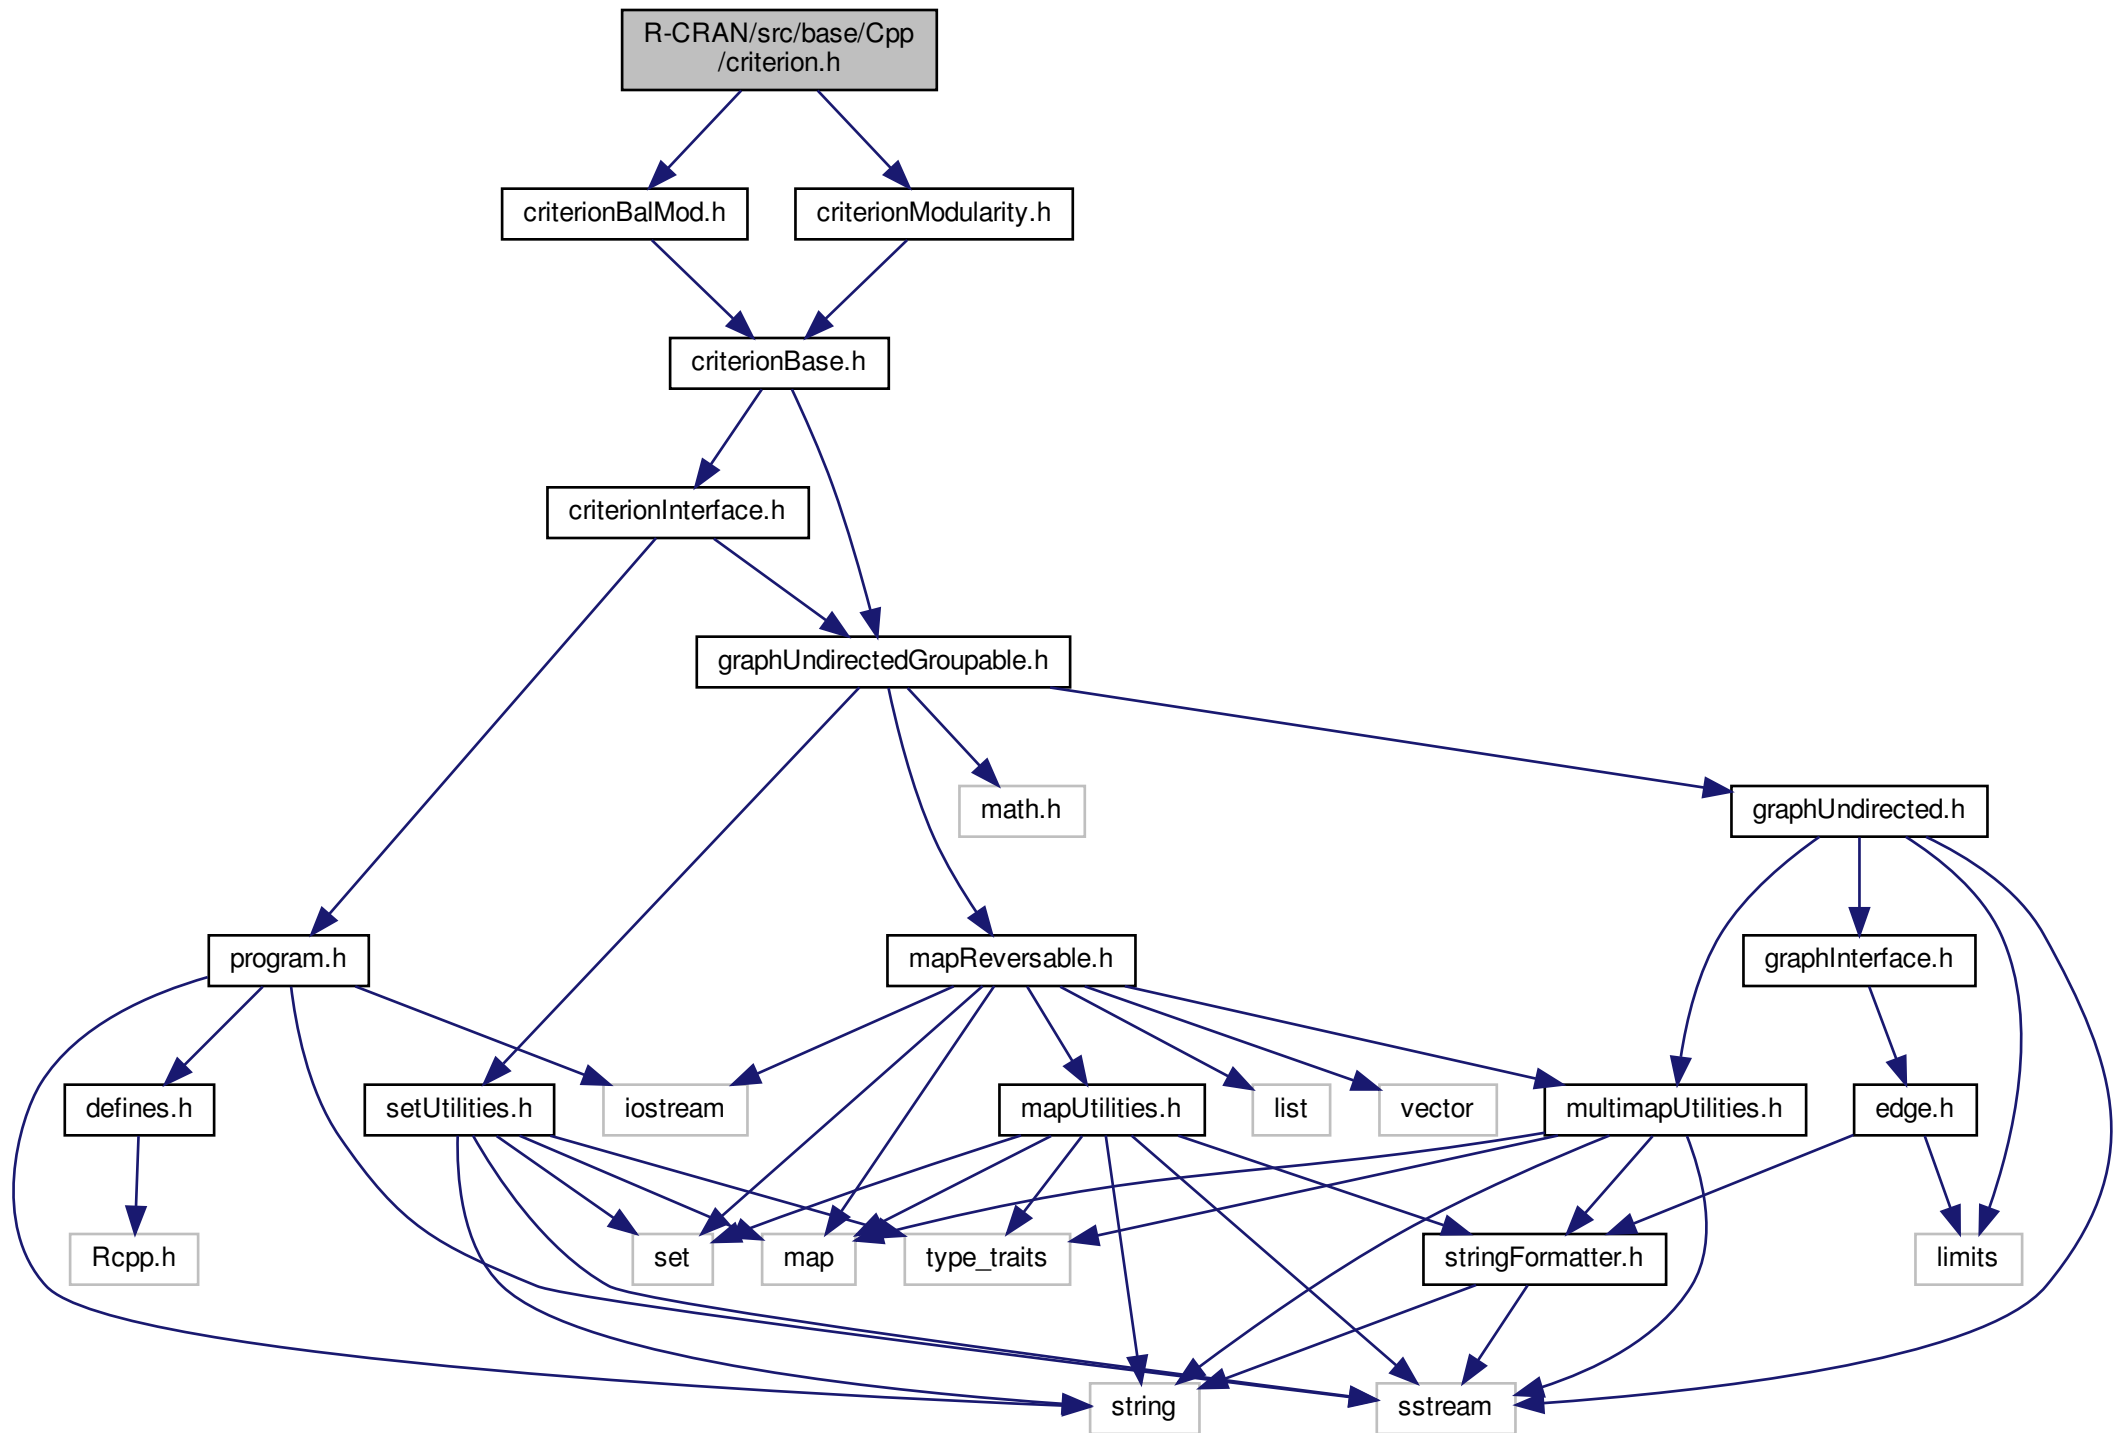 R-CRAN/src/base/Cpp
/criterion.h
criterionBalMod.h
criterionModularity.h
criterionBase.h
criterionInterface.h
graphUndirectedGroupable.h
math.h
graphUndirected.h
program.h
mapReversable.h
graphInterface.h
defines.h
setUtilities.h
iostream
mapUtilities.h
list
vector
multimapUtilities.h
edge.h
Rcpp.h
set
map
type_traits
stringFormatter.h
limits
string
sstream